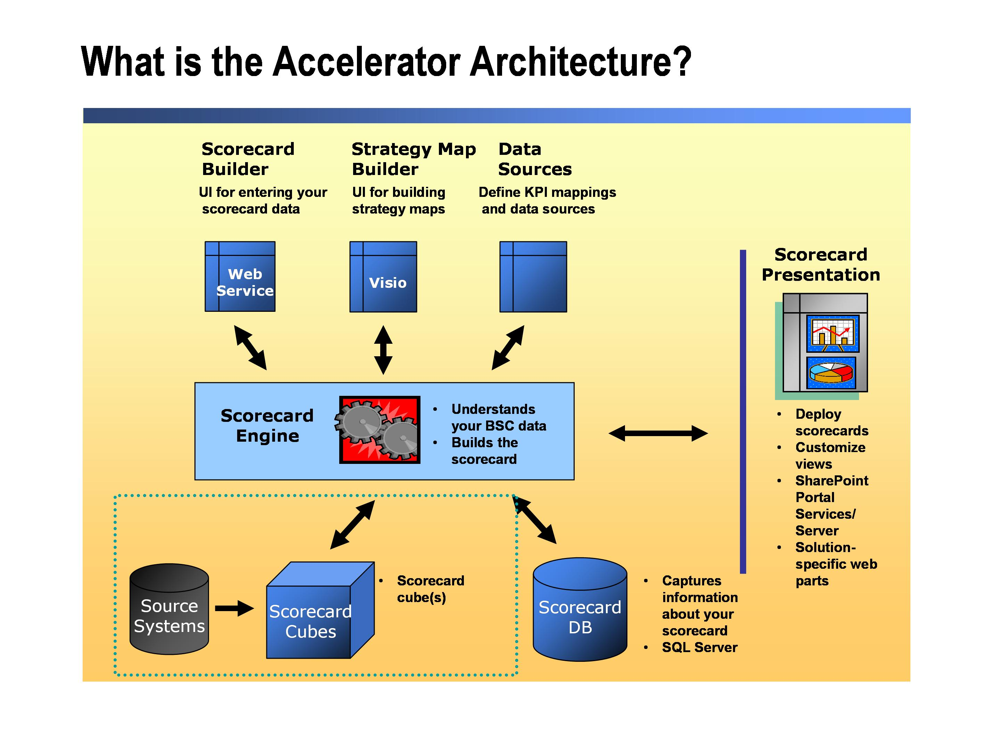 What is the Accelerator Architecture?
Scorecard
Builder
UI for entering your
scorecard data
Strategy Map
Builder
UI for building
strategy maps
Data
Sources
Define KPI mappings
and data sources
Web
Service
Visio
Scorecard
Engine
• Understands
your BSC data
• Builds the
scorecard
Scorecard
Presentation
• Deploy
scorecards
• Customize
views
• SharePoint
Portal
Services/
Server
• Solution-
specific web
parts
Source
Systems
Scorecard
Cubes
• Scorecard
cube(s)
Scorecard
DB
• Captures
information
about your
scorecard
• SQL Server